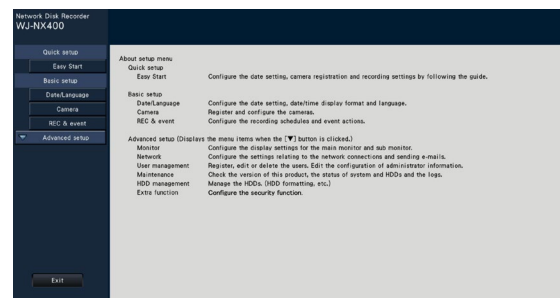 Network Disk Recorder
WJ-NX400
Quick setup
Easy Start
Basic setup
Date/Language
Camera
REC & event
Advanced setup
Exit
About setup menu
Quick setup
Easy Start Configure the date setting, camera registration and recording settings by following the guide.
Basic setup
Date/Language Configure the date setting, date/time display format and language.
Camera Register and configure the cameras.
REC & event Configure the recording schedules and event actions.
Advanced setup (Displays the menu items when the [▼] button is clicked.)
Monitor Configure the display settings for the main monitor and sub monitor.
Network Configure the settings relating to the network connections and sending e-mails.
User management Register, edit or delete the users. Edit the configuration of administrator information.
Maintenance Check the version of this product, the status of system and HDDs and the logs.
HDD management Manage the HDDs. (HDD formatting, etc.)
Extra function Configure the security function.